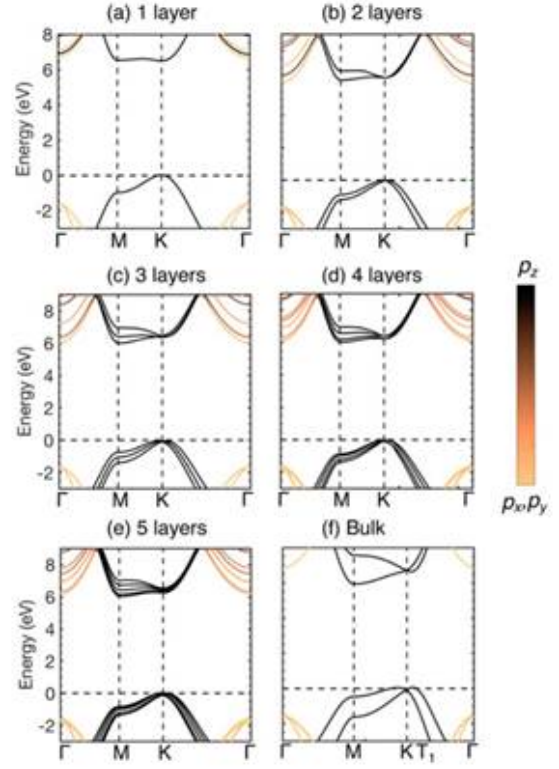 (a) 1 layer
(b) 2 layers
Energy (eV)
8
6
4
2
0
-2
Γ M K Γ
Γ M K Γ
(c) 3 layers
(d) 4 layers
Energy (eV)
8
6
4
2
0
-2
Γ M K Γ
Γ M K Γ
(e) 5 layers
(f) Bulk
Energy (eV)
8
6
4
2
0
-2
Γ M K Γ
Γ M K T₁ Γ
p_z
p_x,p_y